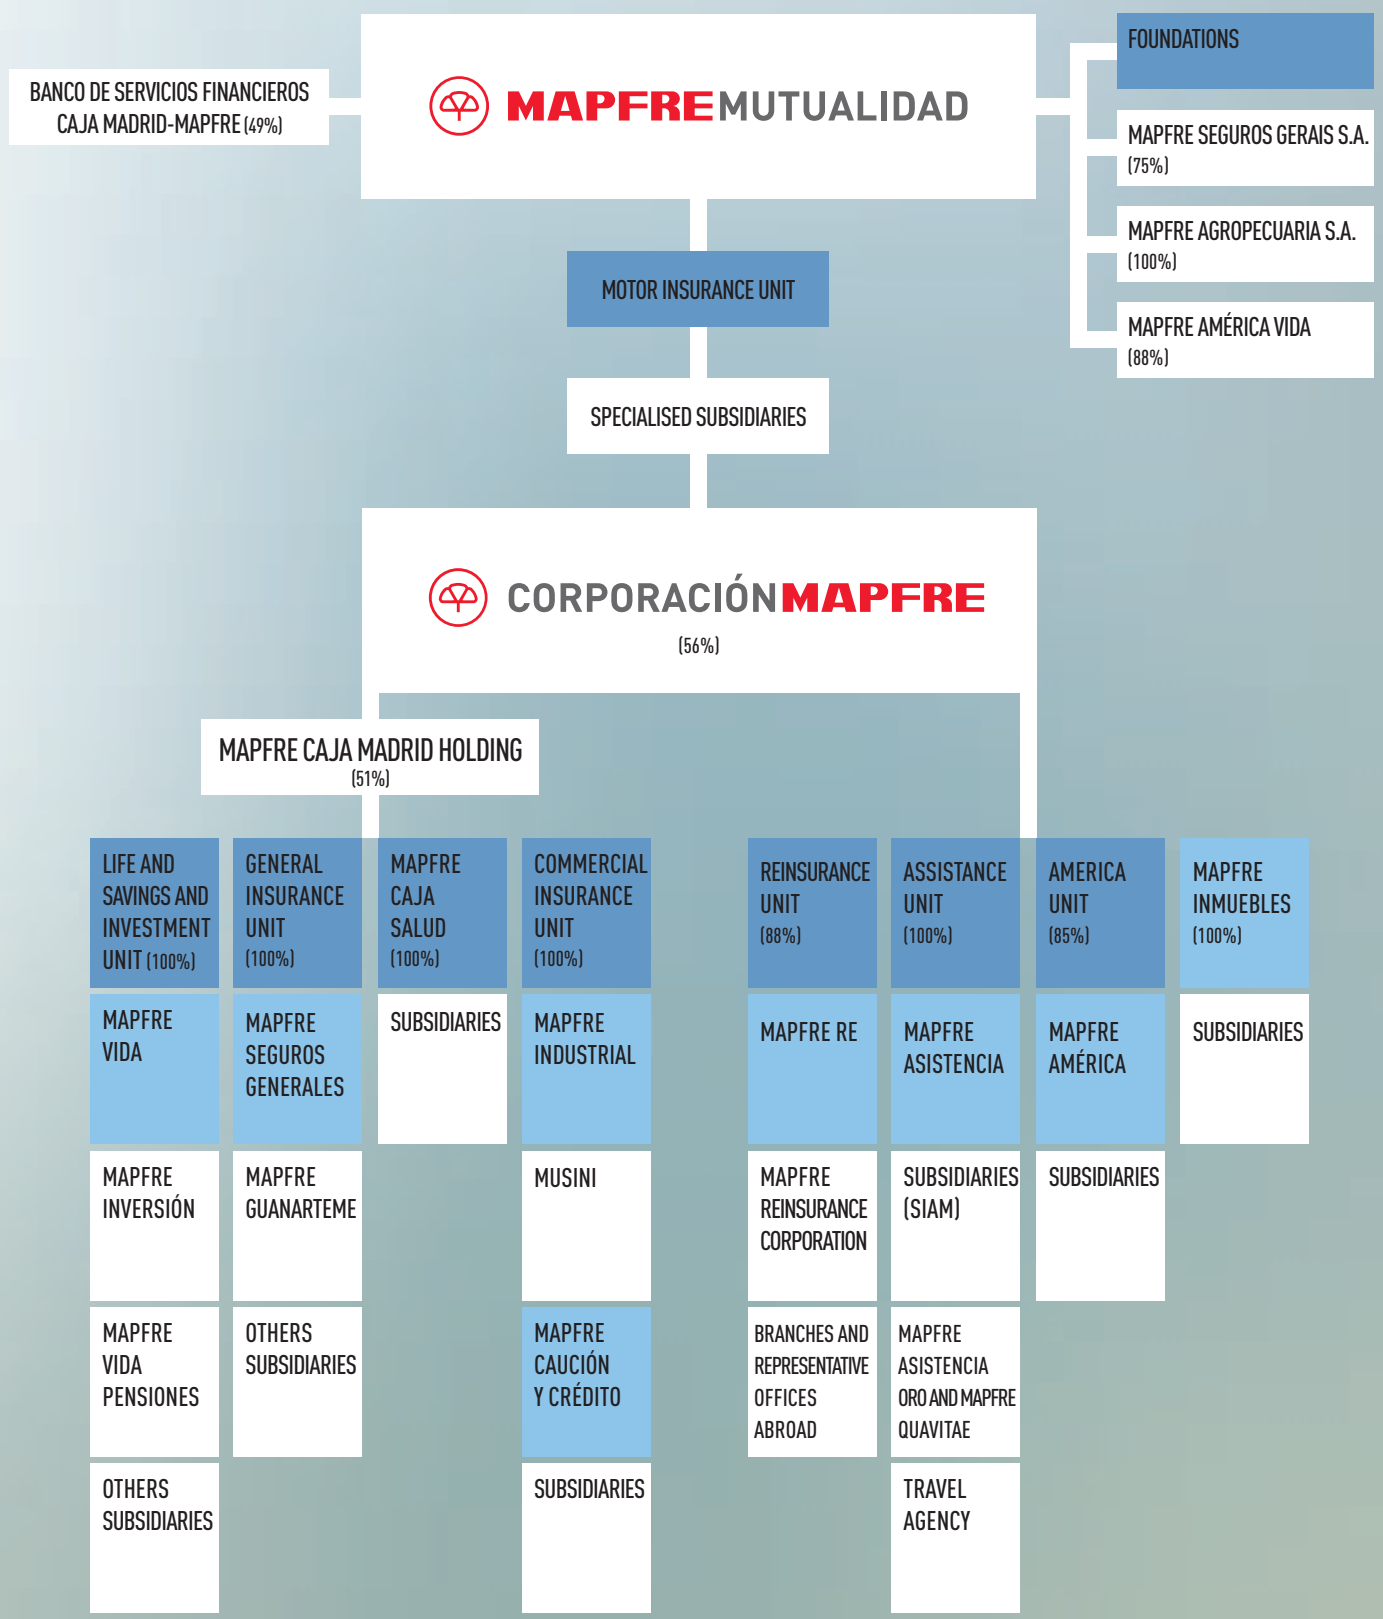 BANCO DE SERVICIOS FINANCIEROS
CAJA MADRID-MAPFRE (49%)
MAPFRE MUTUALIDAD
FOUNDATIONS
MAPFRE SEGUROS GERAIS S.A.
(75%)
MAPFRE AGROPECUARIA S.A.
(100%)
MAPFRE AMÉRICA VIDA
(88%)
MOTOR INSURANCE UNIT
SPECIALISED SUBSIDIARIES
CORPORACIÓN MAPFRE
(56%)
MAPFRE CAJA MADRID HOLDING
(51%)
LIFE AND
SAVINGS AND
INVESTMENT
UNIT (100%)
MAPFRE
VIDA
MAPFRE
INVERSIÓN
MAPFRE
VIDA
PENSIONES
OTHERS
SUBSIDIARIES
GENERAL
INSURANCE
UNIT
(100%)
MAPFRE
SEGUROS
GENERALES
MAPFRE
GUANARTEME
OTHERS
SUBSIDIARIES
MAPFRE
CAJA
SALUD
(100%)
SUBSIDIARIES
COMMERCIAL
INSURANCE
UNIT
(100%)
MAPFRE
INDUSTRIAL
MUSINI
MAPFRE
CAUCIÓN
Y CRÉDITO
SUBSIDIARIES
REINSURANCE
UNIT
(88%)
MAPFRE RE
MAPFRE
REINSURANCE
CORPORATION
BRANCHES AND
REPRESENTATIVE
OFFICES
ABROAD
ASSISTANCE
UNIT
(100%)
MAPFRE
ASISTENCIA
SUBSIDIARIES
(SIAM)
MAPFRE
ASISTENCIA
ORO AND MAPFRE
QUAVITAE
TRAVEL
AGENCY
AMERICA
UNIT
(85%)
MAPFRE
AMÉRICA
SUBSIDIARIES
MAPFRE
INMUEBLES
(100%)
SUBSIDIARIES